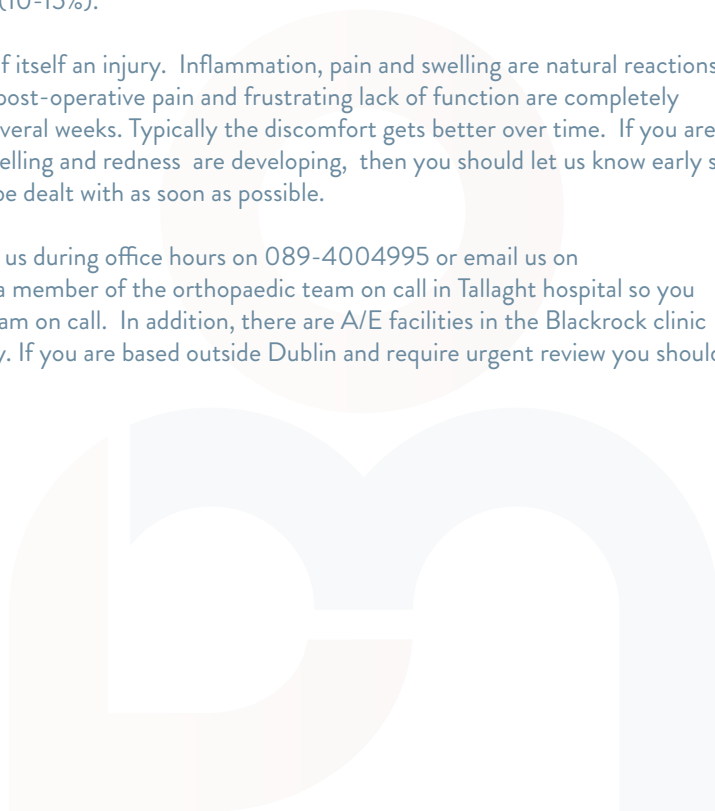 (10-15%).
f itself an injury.  Inflammation, pain and swelling are natural reactions
post-operative pain and frustrating lack of function are completely
veral weeks. Typically the discomfort gets better over time.  If you are
elling and redness  are developing,  then you should let us know early s
be dealt with as soon as possible.
us during office hours on 089-4004995 or email us on
a member of the orthopaedic team on call in Tallaght hospital so you
am on call.  In addition, there are A/E facilities in the Blackrock clinic
y. If you are based outside Dublin and require urgent review you should